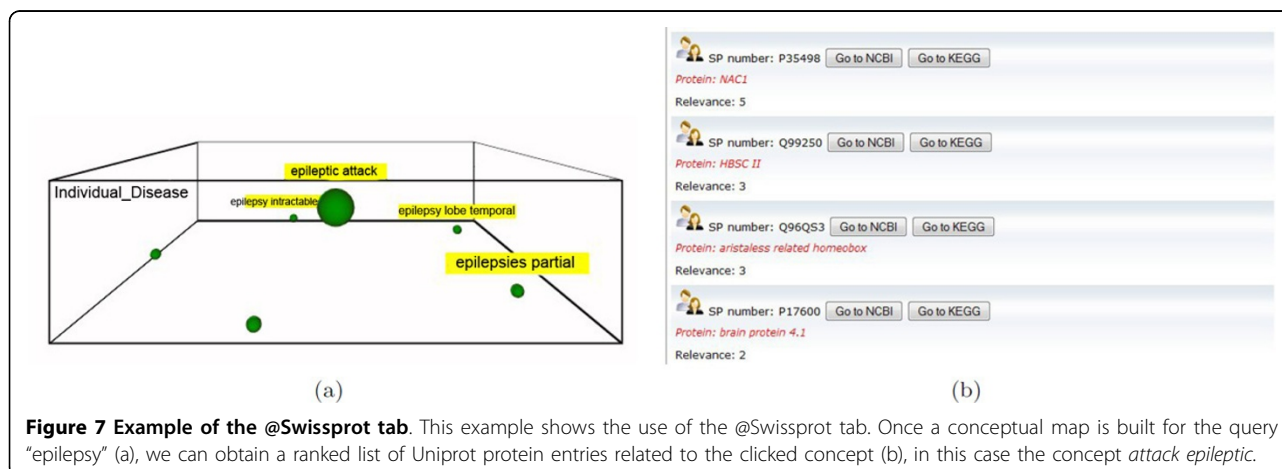 Individual_Disease
epileptic attack
epilepsy intractable
epilepsy lobe temporal
epilepsies partial
(a)
SP number: P35498 Go to NCBI Go to KEGG
Protein: NAC1
Relevance: 5
SP number: Q99250 Go to NCBI Go to KEGG
Protein: HBSC II
Relevance: 3
SP number: Q96QS3 Go to NCBI Go to KEGG
Protein: aristaless related homeobox
Relevance: 3
SP number: P17600 Go to NCBI Go to KEGG
Protein: brain protein 4.1
Relevance: 2
(b)
Figure 7 Example of the @Swissprot tab. This example shows the use of the @Swissprot tab. Once a conceptual map is built for the query
“epilepsy” (a), we can obtain a ranked list of Uniprot protein entries related to the clicked concept (b), in this case the concept attack epileptic.